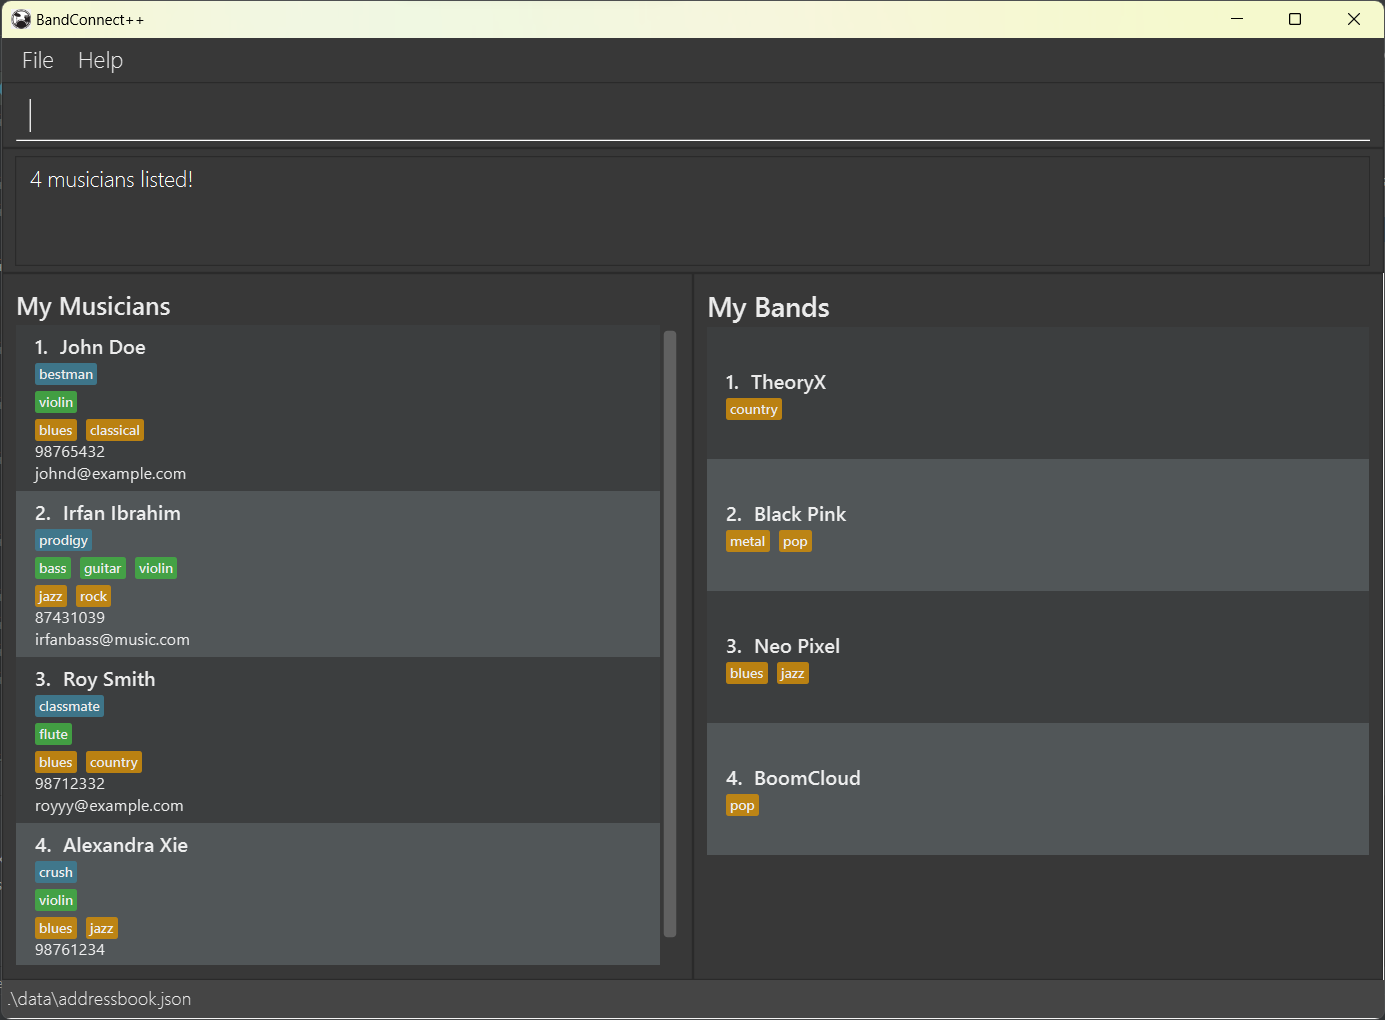 BandConnect++
File Help
4 musicians listed!
My Musicians
1. John Doe
bestman
violin
blues classical
98765432
johnd@example.com
2. Irfan Ibrahim
prodigy
bass guitar violin
jazz rock
87431039
irfanbass@music.com
3. Roy Smith
classmate
flute
blues country
98712332
royyy@example.com
4. Alexandra Xie
crush
violin
blues jazz
98761234
My Bands
1. TheoryX
country
2. Black Pink
metal pop
3. Neo Pixel
blues jazz
4. BoomCloud
pop
.\data\addressbook.json